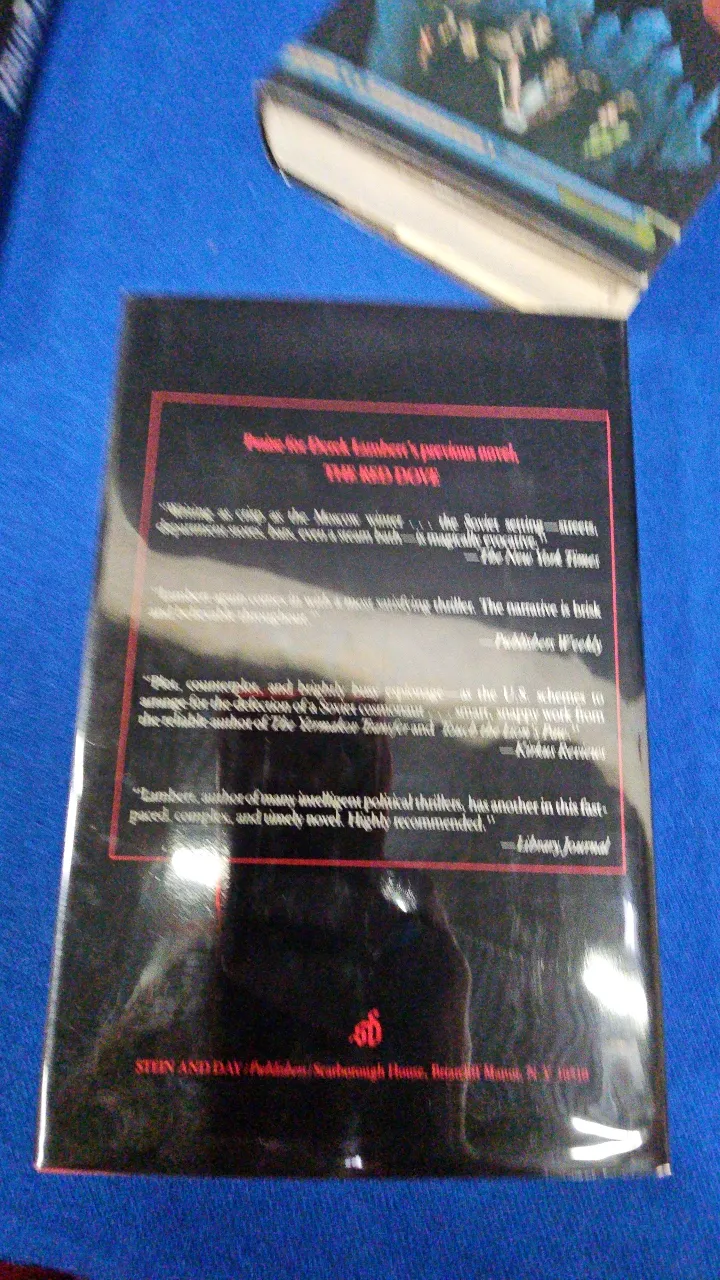 Praise for Derek Lambert's previous novel,
THE RED DOVE
as crisp as the Moscow winter . . . the Soviet setting—streets,
department stores, bars, even a steam bath—is magically evocative."
—The New York Times
"Lambert again comes in with a most satisfying thriller. The narrative is brisk
and believable throughout."
—Publishers Weekly
"Plot, counterplot, and brightly busy espionage—as the U.S. schemes to
arrange for the defection of a Soviet cosmonaut . . . smart, snappy work from
the reliable author of The Yermakov Transfer and Touch the Lion's Paw."
—Kirkus Reviews
"Lambert, author of many intelligent political thrillers, has another in this fast-
paced, complex, and timely novel. Highly recommended."
—Library Journal
STEIN AND DAY/Publishers/Scarborough House, Briarcliff Manor, N.Y. 10510